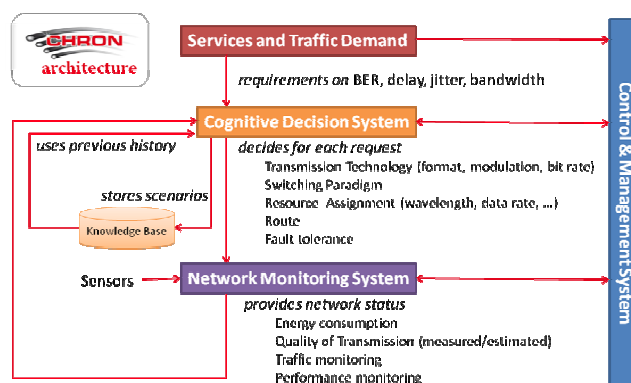 CHRON
architecture
Services and Traffic Demand
requirements on BER, delay, jitter, bandwidth
Cognitive Decision System
uses previous history
decides for each request
Transmission Technology (format, modulation, bit rate)
Switching Paradigm
stores scenarios
Resource Assignment (wavelength, data rate, ...)
Route
Knowledge Base
Fault tolerance
Sensors
Network Monitoring System
provides network status
Energy consumption
Quality of Transmission (measured/estimated)
Traffic monitoring
Performance monitoring
Control & Management System